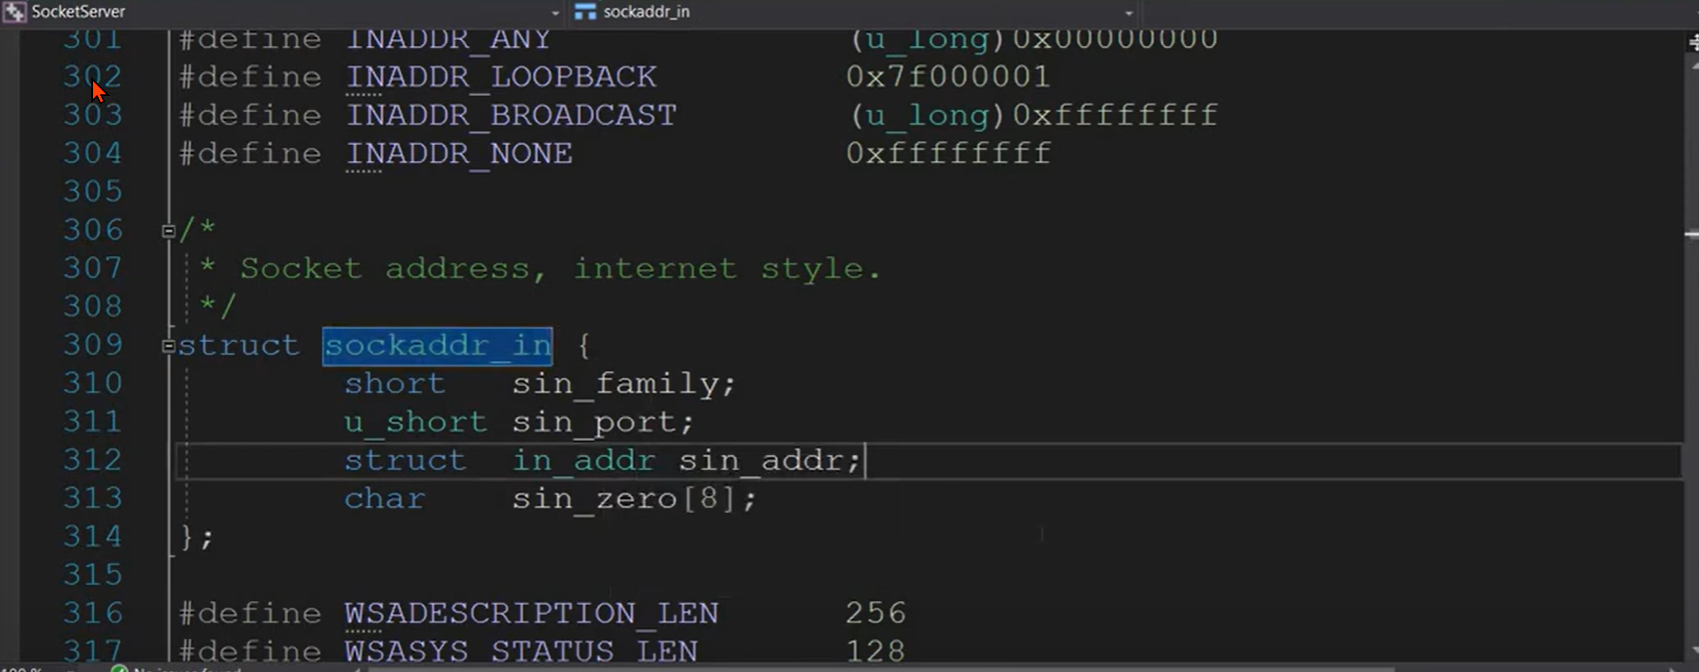 SocketServer sockaddr_in
301 #define INADDR_ANY (u_long)0x00000000
302 #define INADDR_LOOPBACK 0x7f000001
303 #define INADDR_BROADCAST (u_long)0xffffffff
304 #define INADDR_NONE 0xffffffff
305
306 /*
307 * Socket address, internet style.
308 */
309 struct sockaddr_in {
310 short sin_family;
311 u_short sin_port;
312 struct in_addr sin_addr;
313 char sin_zero[8];
314 };
315
316 #define WSADESCRIPTION_LEN 256
317 #define WSASYS_STATUS_LEN 128